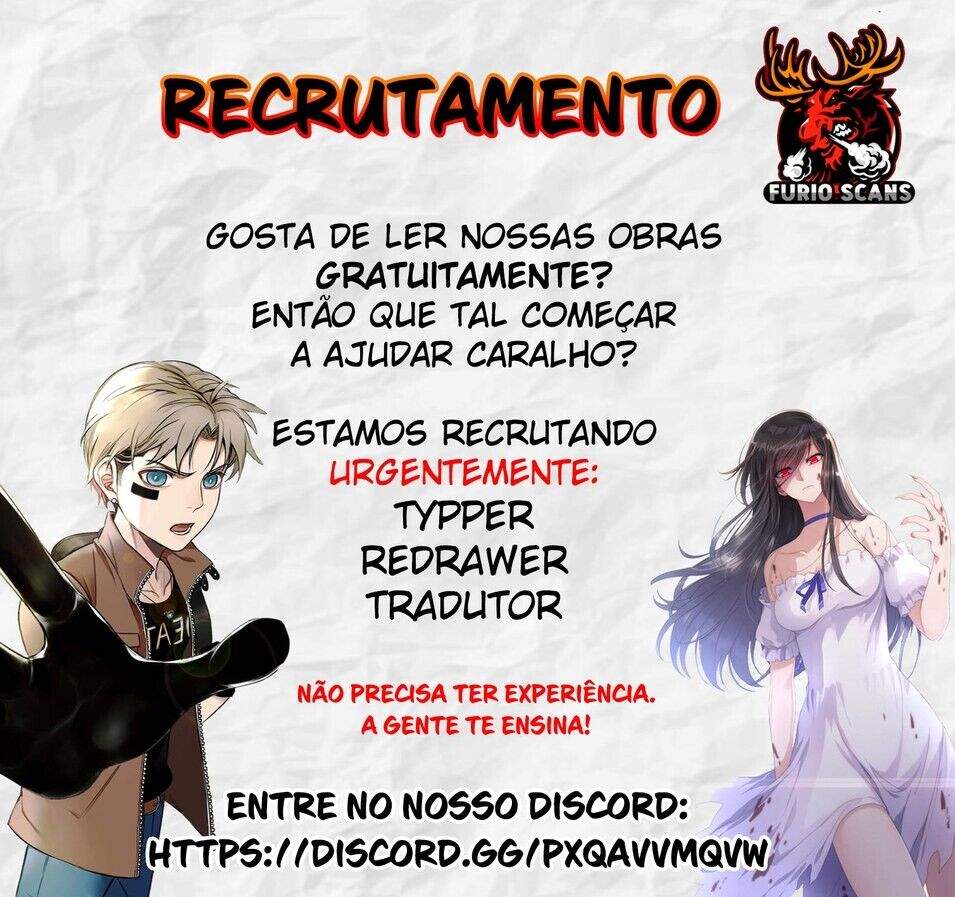 RECRUTAMENTO
FURIO SCANS
GOSTA DE LER NOSSAS OBRAS
GRATUITAMENTE?
ENTÃO QUE TAL COMEÇAR
A AJUDAR CARALHO?
ESTAMOS RECRUTANDO
URGENTEMENTE:
TYPPER
REDRAWER
TRADUTOR
NÃO PRECISA TER EXPERIÊNCIA.
A GENTE TE ENSINA!
ENTRE NO NOSSO DISCORD:
HTTPS://DISCORD.GG/PXQAVVMQVW